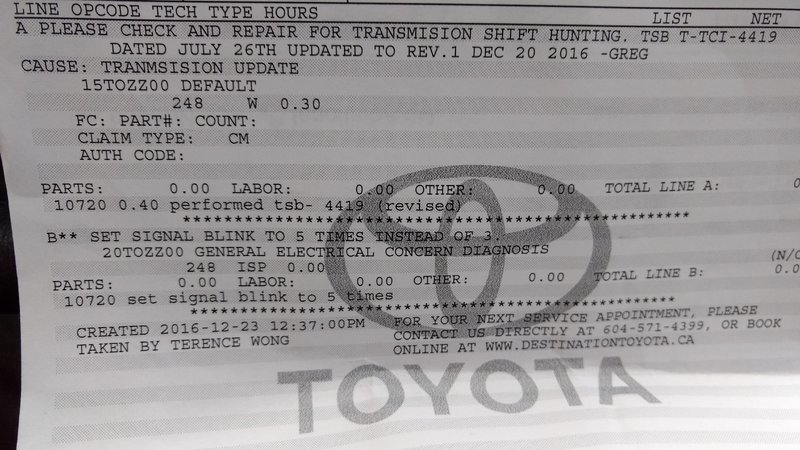 LINE OPCODE TECH TYPE HOURS LIST NET
A PLEASE CHECK AND REPAIR FOR TRANSMISION SHIFT HUNTING. TSB T-TCI-4419
DATED JULY 26TH UPDATED TO REV.1 DEC 20 2016 -GREG
CAUSE: TRANMSISION UPDATE
15TOZZ00 DEFAULT
248 W 0.30
FC: PART#: COUNT:
CLAIM TYPE: CM
AUTH CODE:
PARTS: 0.00 LABOR: 0.00 OTHER: 0.00 TOTAL LINE A:
10720 0.40 performed tsb- 4419 (revised)
****************************************************
B** SET SIGNAL BLINK TO 5 TIMES INSTEAD OF 3.
20TOZZ00 GENERAL ELECTRICAL CONCERN DIAGNOSIS
248 ISP 0.00 (N/C
PARTS: 0.00 LABOR: 0.00 OTHER: 0.00 TOTAL LINE B: 0.0
10720 set signal blink to 5 times
****************************************************
CREATED 2016-12-23 12:37:00PM
TAKEN BY TERENCE WONG
FOR YOUR NEXT SERVICE APPOINTMENT, PLEASE
CONTACT US DIRECTLY AT 604-571-4399, OR BOOK
ONLINE AT WWW.DESTINATIONTOYOTA.CA
TOYOTA